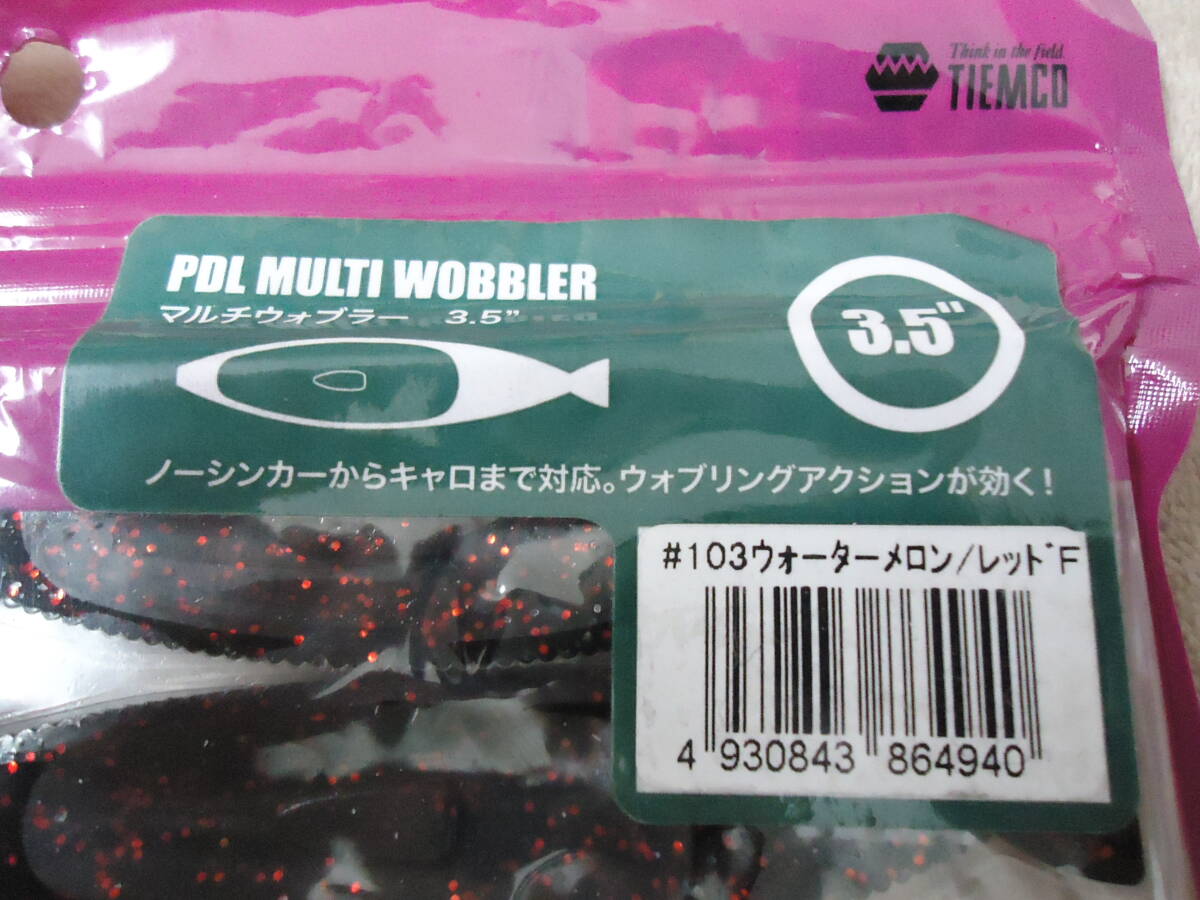 Think in the field.
TIEMCO
PDL MULTI WOBBLER
マルチウォブラー 3.5"
3.5"
ノーシンカーからキャロまで対応。ウォブリングアクションが効く!
#103ウォーターメロン/レッドF
4 930843 864940